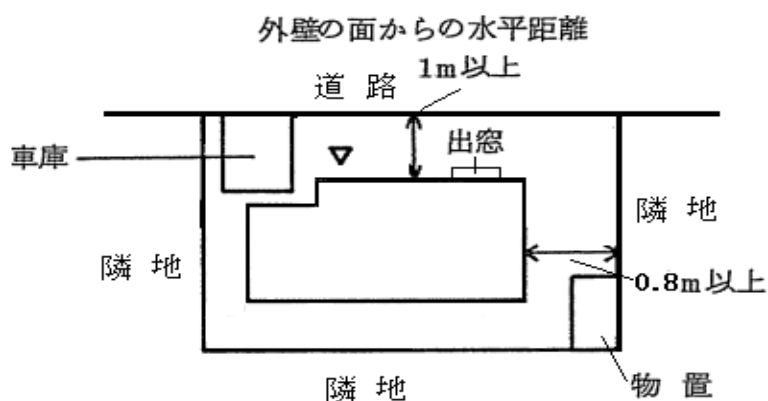 外壁の面からの水平距離
道路
1m以上
車庫
出窓
隣地
隣地
0.8m以上
隣地
物置